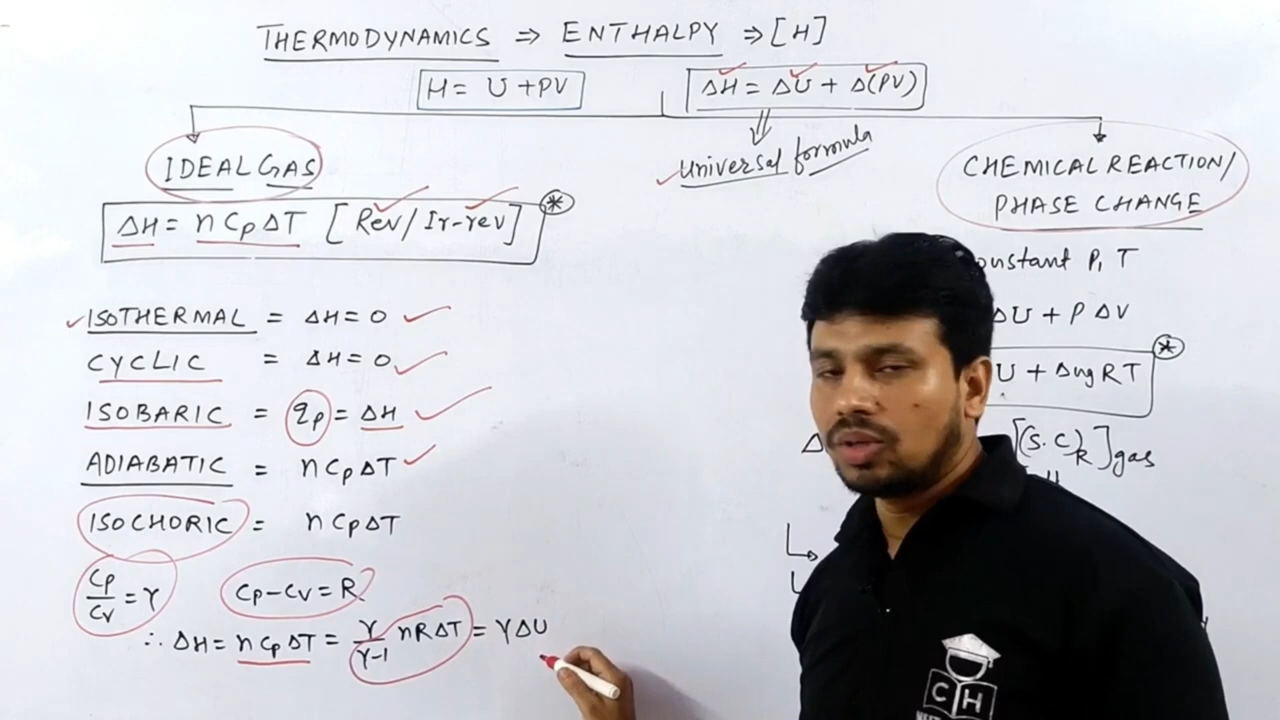 THERMODYNAMICS ⇒ ENTHALPY ⇒ [H]
H = U + PV
ΔH = ΔU + Δ(PV)
Universal formula
IDEAL GAS
ΔH = nCpΔT [Rev/Ir-rev] *
ISOTHERMAL = ΔH = 0
CYCLIC = ΔH = 0
ISOBARIC = qp = ΔH
ADIABATIC = nCpΔT
ISOCHORIC = nCpΔT
Cp/Cv = γ Cp-Cv = R
∴ ΔH = nCpΔT = γ/γ-1 nRΔT = γΔU
CHEMICAL REACTION/
PHASE CHANGE
onstant P, T
ΔU + PΔV
U + ΔngRT *
Δ [(S.C)R]gas
CH